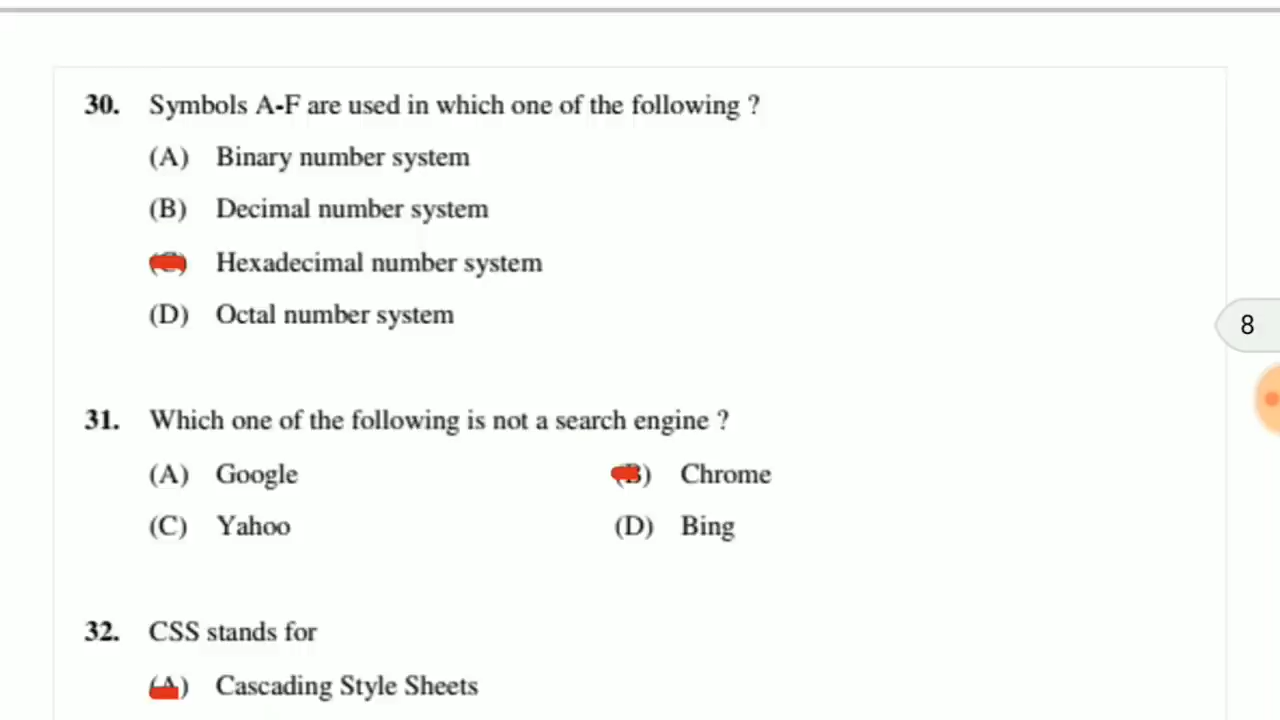 30. Symbols A-F are used in which one of the following ?
(A) Binary number system
(B) Decimal number system
(C) Hexadecimal number system
(D) Octal number system
8
31. Which one of the following is not a search engine ?
(A) Google (B) Chrome
(C) Yahoo (D) Bing
32. CSS stands for
(A) Cascading Style Sheets